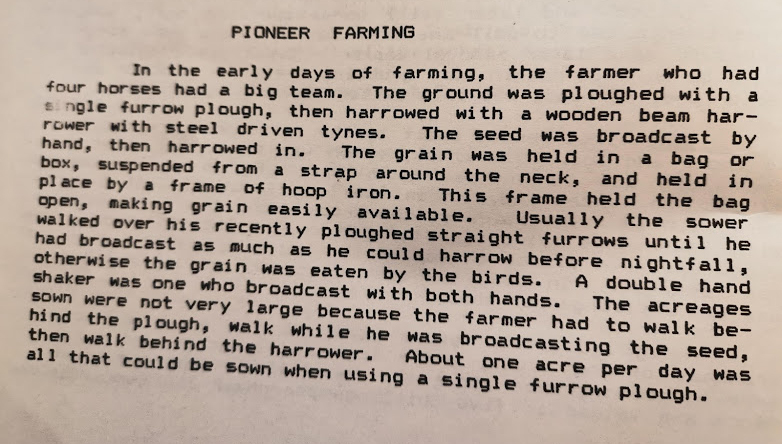 PIONEER FARMING
In the early days of farming, the farmer who had
four horses had a big team. The ground was ploughed with a
single furrow plough, then harrowed with a wooden beam har-
rower with steel driven tynes. The seed was broadcast by
hand, then harrowed in. The grain was held in a bag or
box, suspended from a strap around the neck, and held in
place by a frame of hoop iron. This frame held the bag
open, making grain easily available. Usually the sower
walked over his recently ploughed straight furrows until he
had broadcast as much as he could harrow before nightfall,
otherwise the grain was eaten by the birds. A double hand
shaker was one who broadcast with both hands. The acreages
sown were not very large because the farmer had to walk be-
hind the plough, walk while he was broadcasting the seed,
then walk behind the harrower. About one acre per day was
all that could be sown when using a single furrow plough.